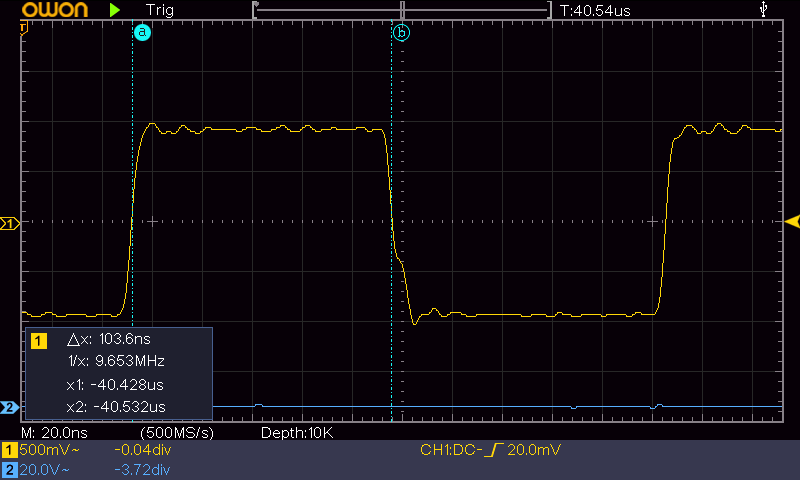 owon Trig T:40.54us
T
a b
1
1 △x: 103.6ns
1/x: 9.653MHz
x1: -40.428us
x2: -40.532us
2
M: 20.0ns (500MS/s) Depth:10K
1 500mV~ -0.04div CH1:DC- 20.0mV
2 20.0V~ -3.72div